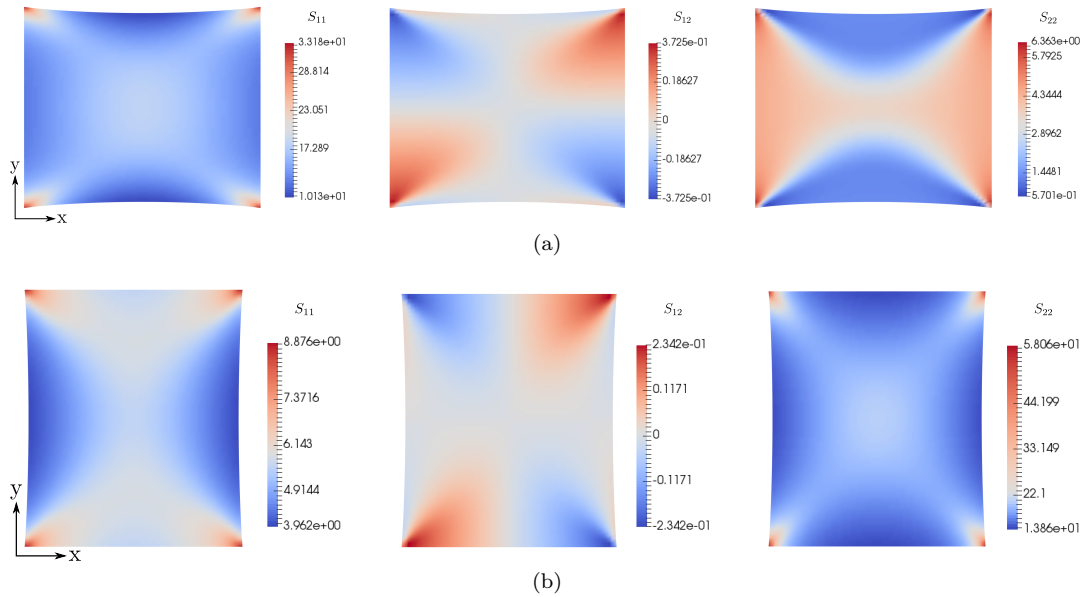 S11
3.318e+01
28.814
23.051
17.289
1.013e+01
y
x
S12
3.725e-01
0.18627
0
-0.18627
-3.725e-01
S22
6.363e+00
5.7925
4.3444
2.8962
1.4481
5.701e-01
(a)
S11
8.876e+00
7.3716
6.143
4.9144
3.962e+00
y
x
S12
2.342e-01
0.1171
0
-0.1171
-2.342e-01
S22
5.806e+01
44.199
33.149
22.1
1.386e+01
(b)